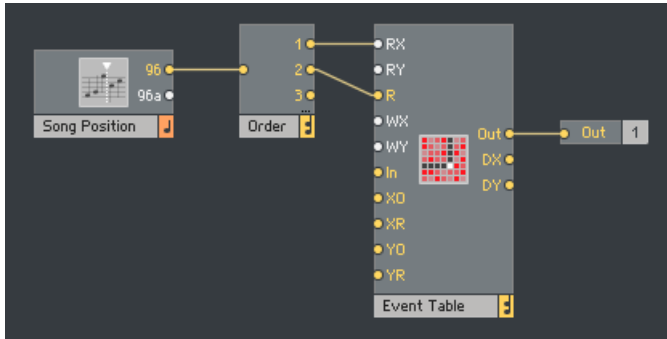 96
96a
Song Position
1
2
3
...
Order
RX
RY
R
WX
WY
In
XO
XR
YO
YR
Out
DX
DY
Event Table
Out 1